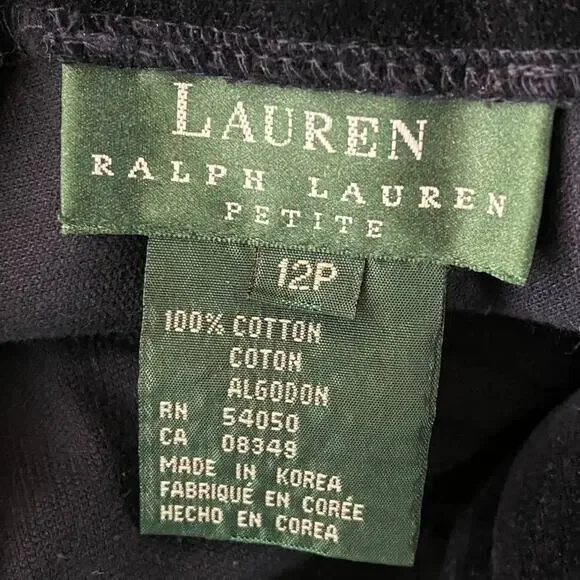 LAUREN
RALPH LAUREN
PETITE
12P
100% COTTON
COTON
ALGODON
RN 54050
CA 08349
MADE IN KOREA
FABRIQUÉ EN CORÉE
HECHO EN COREA